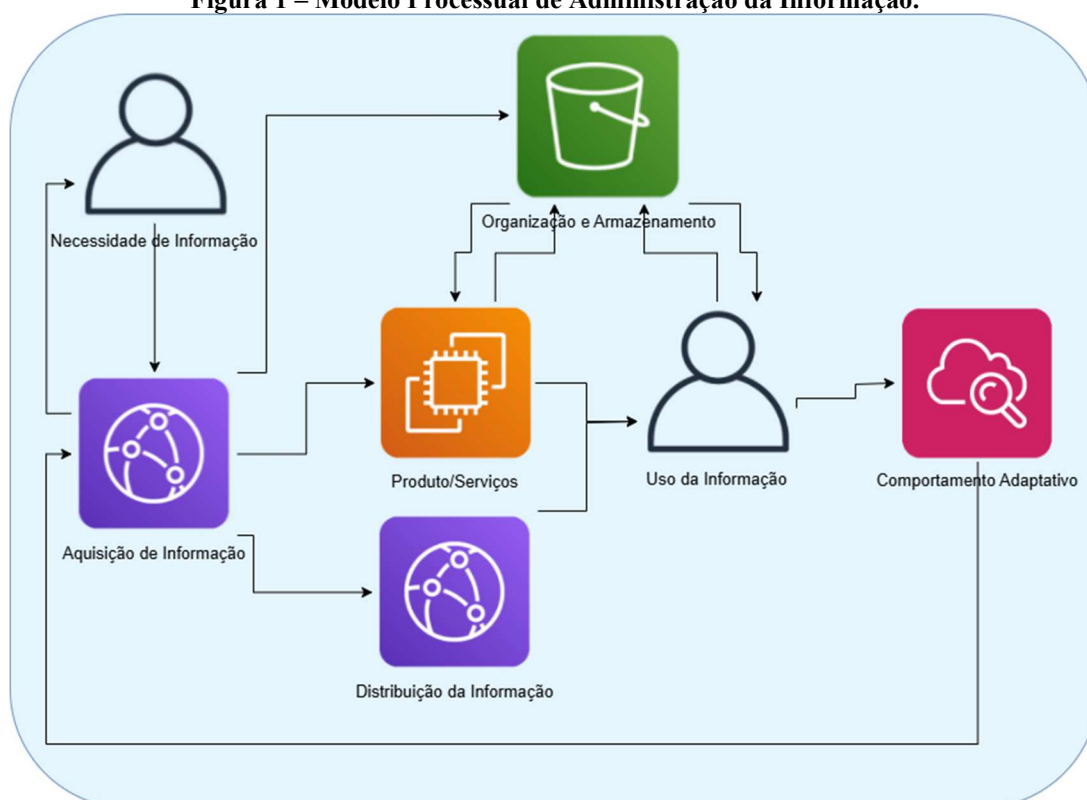 Figura 1 – Modelo Processual de Administração da Informação.
Necessidade de Informação
Organização e Armazenamento
Produto/Serviços
Uso da Informação
Comportamento Adaptativo
Aquisição de Informação
Distribuição da Informação